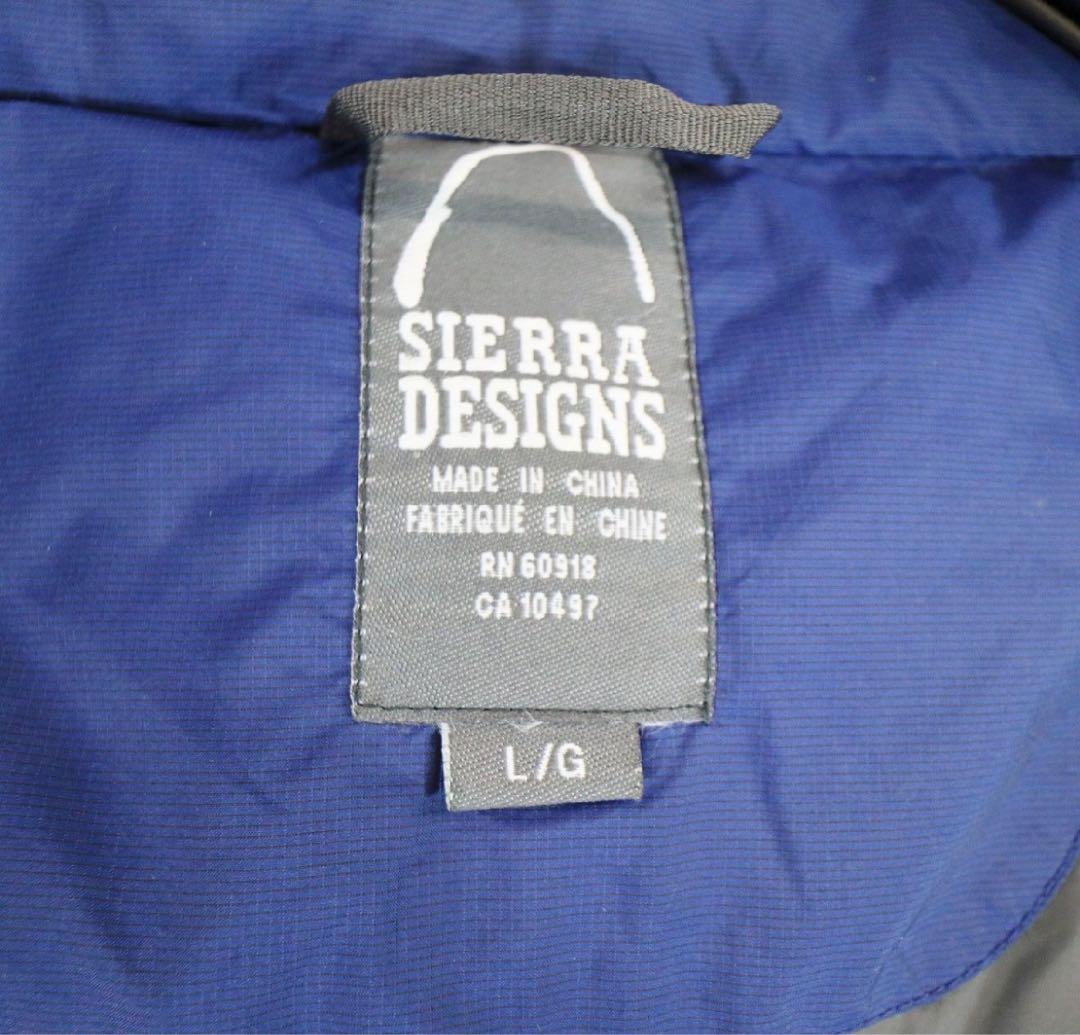 SIERRA
DESIGNS
MADE IN CHINA
FABRIQUÉ EN CHINE
RN 60918
CA 10497
L/G